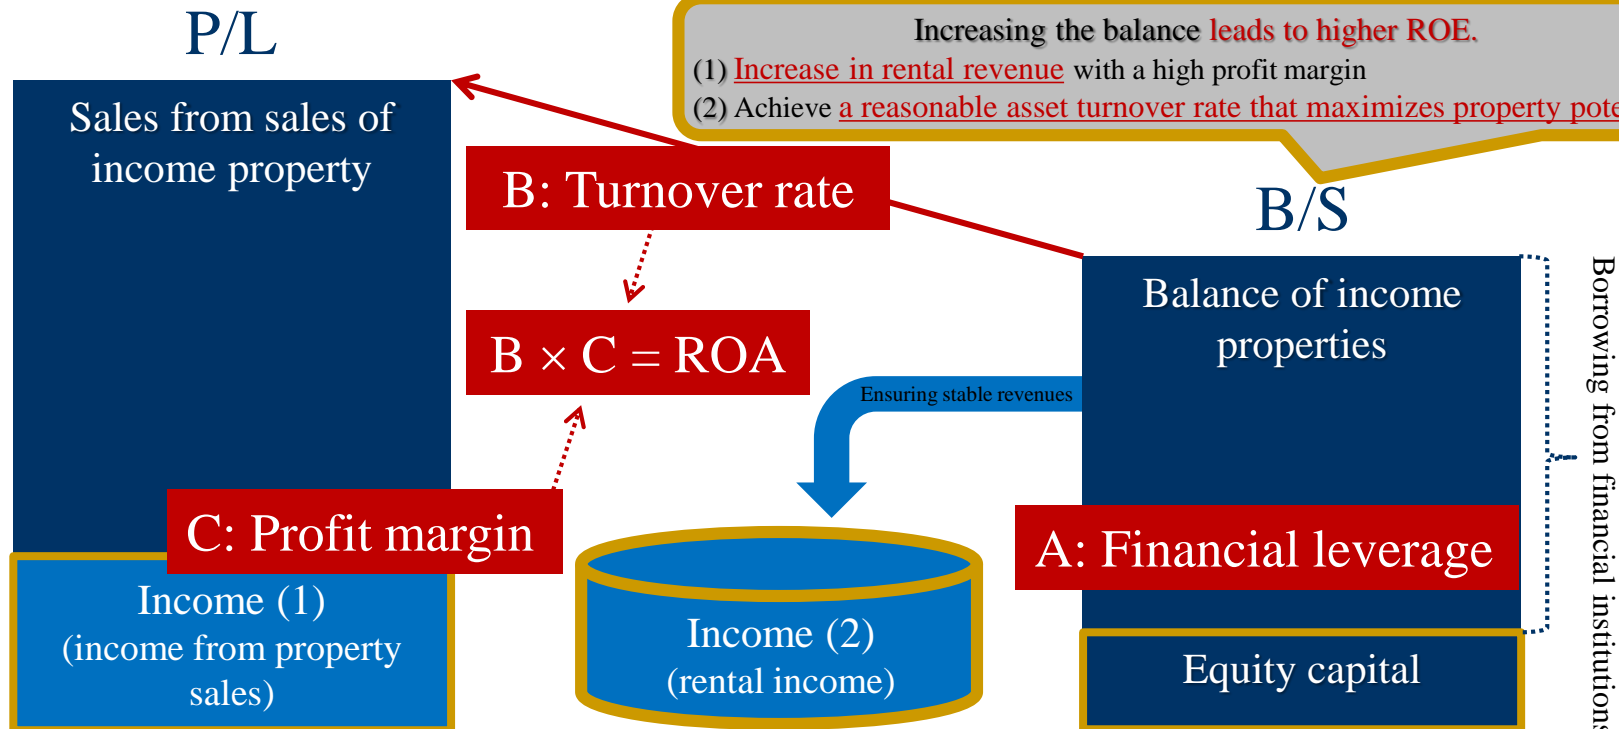 P/L
Increasing the balance leads to higher ROE.
(1) Increase in rental revenue with a high profit margin
(2) Achieve a reasonable asset turnover rate that maximizes property
Sales from sales of
income property
B: Turnover rate
B/S
Balance of income
properties
B × C = ROA
Ensuring stable revenues
Borrowing from financial institutions
C: Profit margin
A: Financial leverage
Income (1)
(income from property
sales)
Income (2)
(rental income)
Equity capital